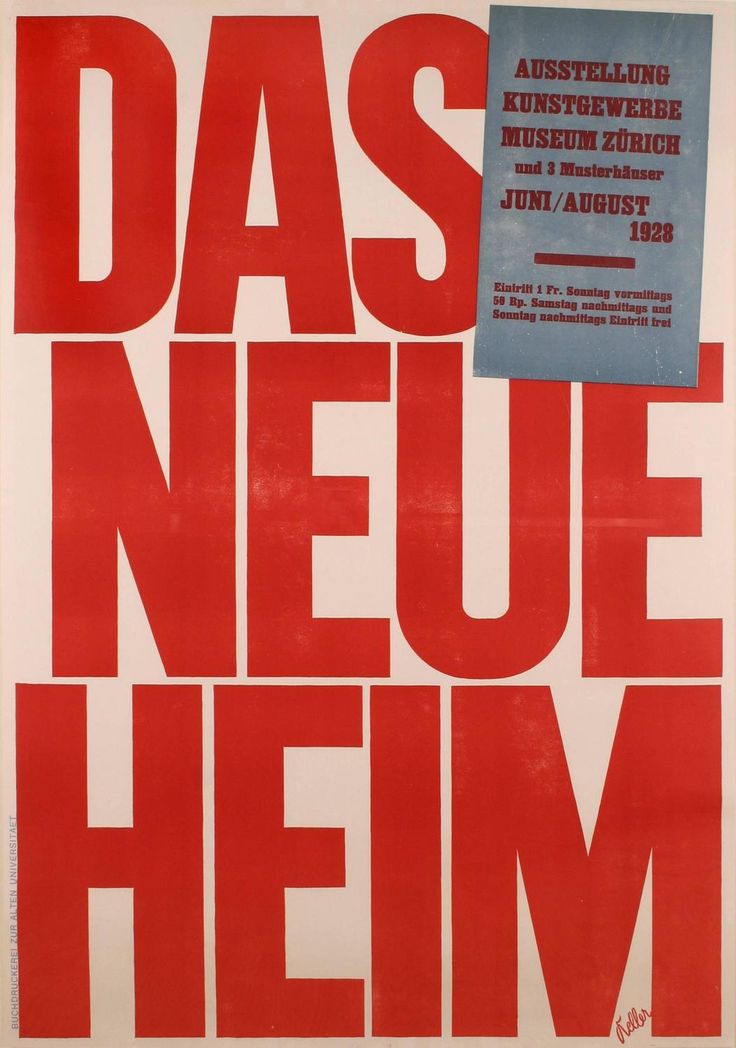 DAS
NEUE
HEIM
AUSSTELLUNG
KUNSTGEWERBE
MUSEUM ZÜRICH
und 3 Musterhäuser
JUNI/AUGUST
1928
Eintritt 1 Fr. Sonntag vormittags
50 Rp. Samstag nachmittags und
Sonntag nachmittags Eintritt frei
BUCHDRUCKEREI ZUR ALTEN UNIVERSITAET
Keller